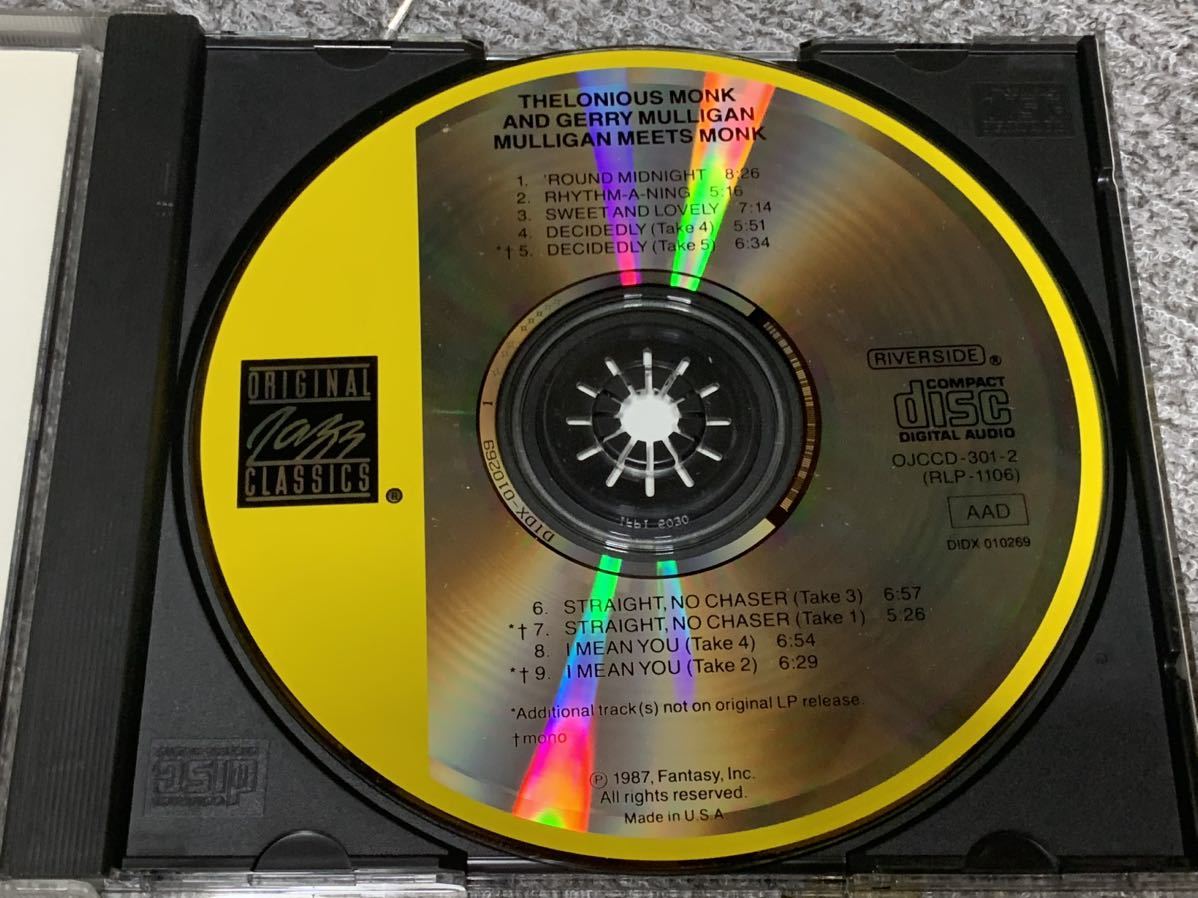 THELONIOUS MONK
AND GERRY MULLIGAN
MULLIGAN MEETS MONK
1. 'ROUND MIDNIGHT 8:26
2. RHYTHM-A-NING 5:16
3. SWEET AND LOVELY 7:14
4. DECIDEDLY (Take 4) 5:51
*† 5. DECIDEDLY (Take 5) 6:34
ORIGINAL
Jazz
CLASSICS
®
RIVERSIDE ®
COMPACT
disc
DIGITAL AUDIO
OJCCD-301-2
(RLP-1106)
AAD
DIDX 010269
1 DIDX-010269
IFPI 5030
6. STRAIGHT, NO CHASER (Take 3) 6:57
*† 7. STRAIGHT, NO CHASER (Take 1) 5:26
8. I MEAN YOU (Take 4) 6:54
*† 9. I MEAN YOU (Take 2) 6:29
*Additional track(s) not on original LP release.
†mono
℗ 1987, Fantasy, Inc.
All rights reserved.
Made in U.S.A
disc